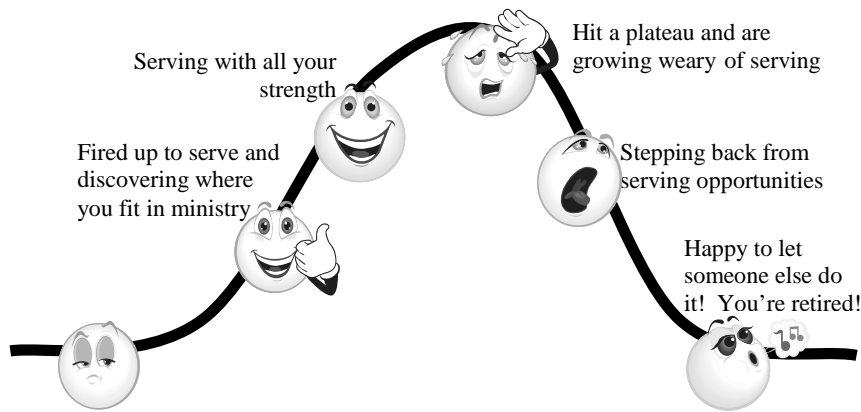 Serving with all your
strength
Fired up to serve and
discovering where
you fit in ministry
Hit a plateau and are
growing weary of serving
Stepping back from
serving opportunities
Happy to let
someone else do
it!  You’re retired!